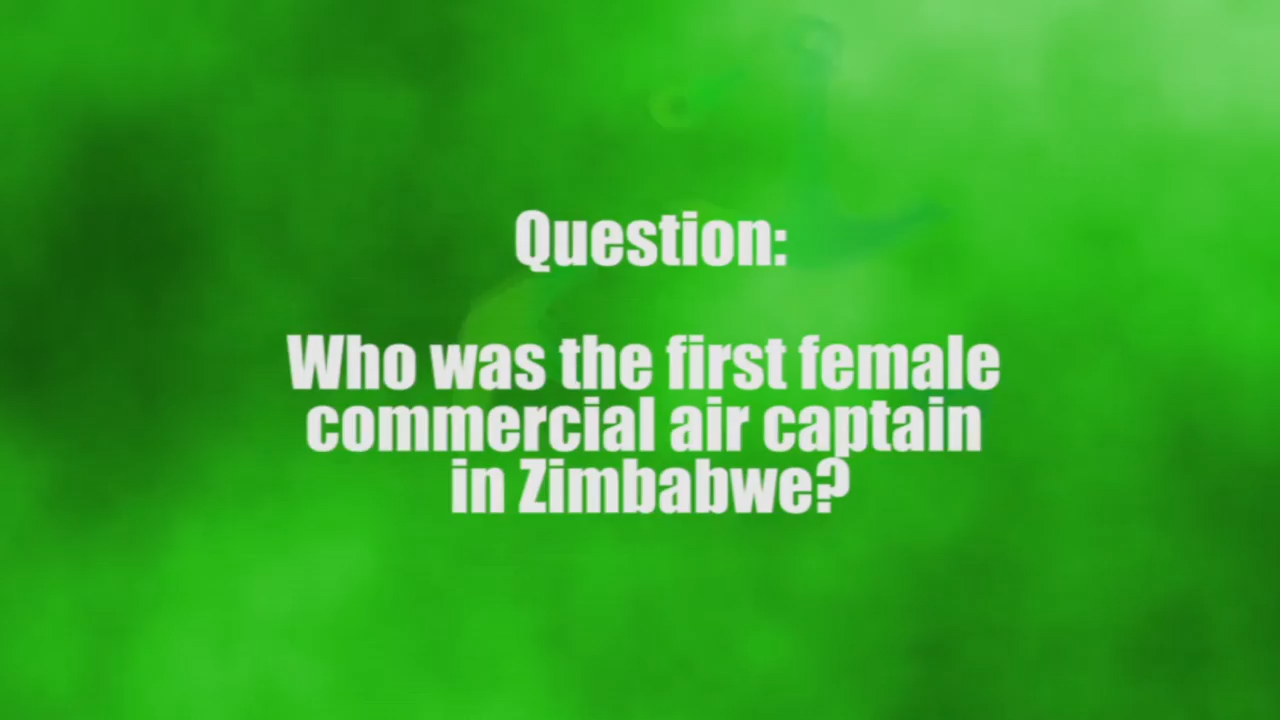 Question:
Who was the first female
commercial air captain
in Zimbabwe?